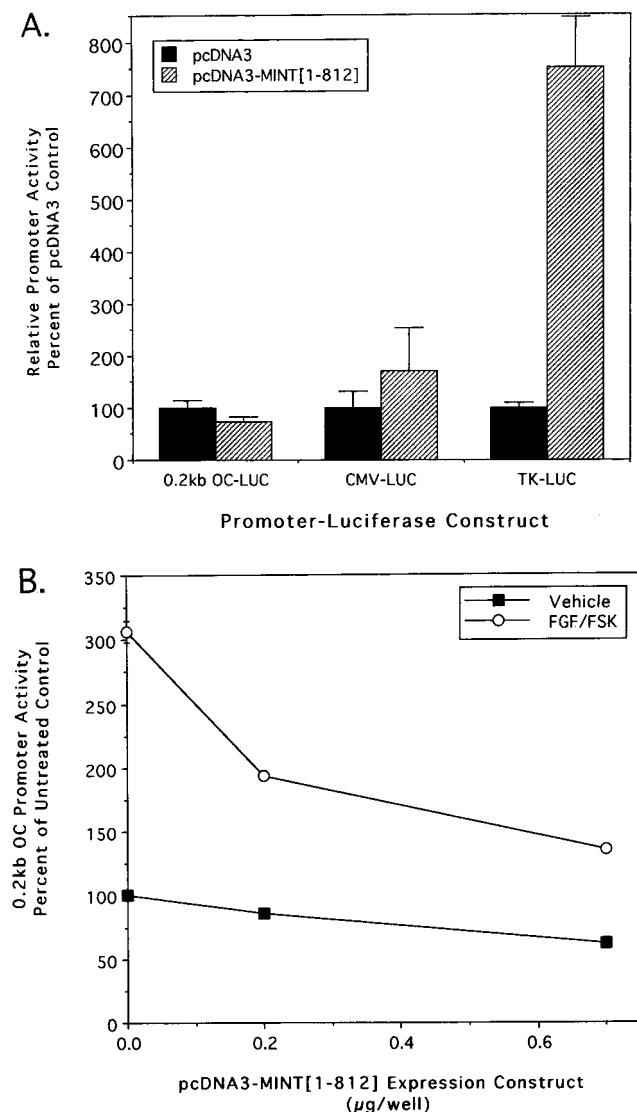 A.
pcDNA3
pcDNA3-MINT[1-812]
Relative Promoter Activity
Percent of pcDNA3 Control
850
800
700
600
500
400
300
200
100
0
0.2kb OC-LUC
CMV-LUC
TK-LUC
Promoter-Luciferase Construct
B.
Vehicle
FGF/FSK
0.2kb OC Promoter Activity
Percent of Untreated Control
350
300
250
200
150
100
50
0
0.0
0.2
0.4
0.6
pcDNA3-MINT[1-812] Expression Construct
(µg/well)